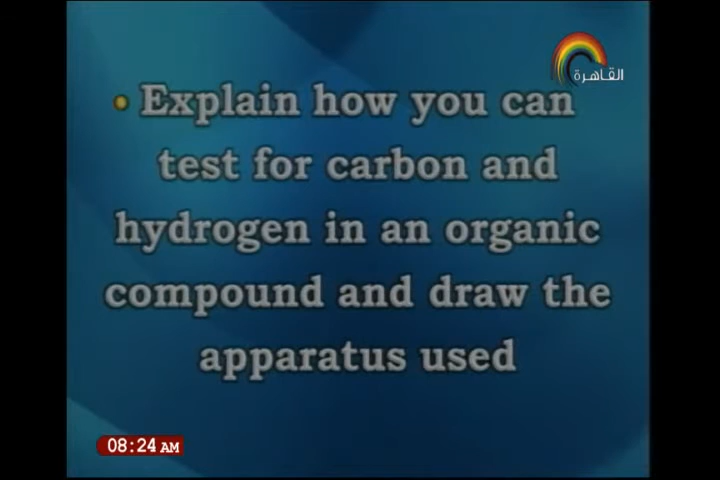 القاهرة
• Explain how you can
test for carbon and
hydrogen in an organic
compound and draw the
apparatus used
08:24 AM